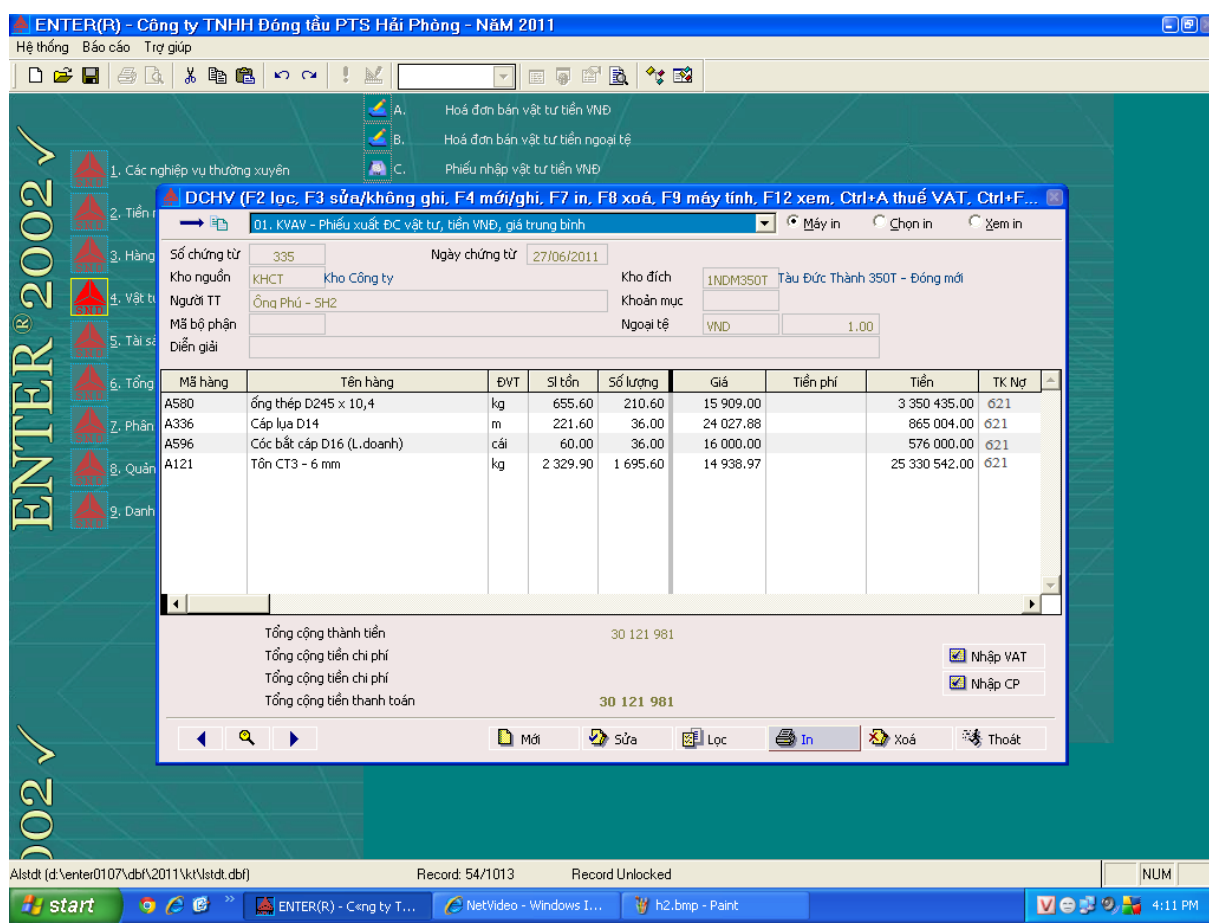 ENTER(R) - Công ty TNHH Đóng tầu PTS Hải Phòng - NăM 2011
Hệ thống Báo cáo Trợ giúp
A. Hoá đơn bán vật tư tiền VNĐ
B. Hoá đơn bán vật tư tiền ngoại tệ
C. Phiếu nhập vật tư tiền VNĐ
ENTER® 2002
1. Các nghiệp vụ thường xuyên
2. Tiền
3. Hàng
4. Vật tư
5. Tài sả
6. Tổng
7. Phân
8. Quản
9. Danh
SND
DCHV (F2 lọc, F3 sửa/không ghi, F4 mới/ghi, F7 in, F8 xoá, F9 máy tính, F12 xem, Ctrl+A thuế VAT, Ctrl+F...
01. KVAV - Phiếu xuất ĐC vật tư, tiền VNĐ, giá trung bình Máy in Chọn in Xem in
Số chứng từ 335 Ngày chứng từ 27/06/2011
Kho nguồn KHCT Kho Công ty Kho đích 1NDM350T Tàu Đức Thành 350T - Đóng mới
Người TT Ông Phú - SH2 Khoản mục
Mã bộ phận Ngoại tệ VND 1.00
Diễn giải
Mã hàng Tên hàng ĐVT Sl tồn Số lượng Giá Tiền phí Tiền TK Nợ
A580 ống thép D245 x 10,4 kg 655.60 210.60 15 909.00 3 350 435.00 621
A336 Cáp lụa D14 m 221.60 36.00 24 027.88 865 004.00 621
A596 Cóc bắt cáp D16 (L.doanh) cái 60.00 36.00 16 000.00 576 000.00 621
A121 Tôn CT3 - 6 mm kg 2 329.90 1 695.60 14 938.97 25 330 542.00 621
Tổng cộng thành tiền 30 121 981
Tổng cộng tiền chi phí
Nhập VAT
Tổng cộng tiền chi phí
Nhập CP
Tổng cộng tiền thanh toán 30 121 981
Mới Sửa Lọc In Xoá Thoát
002
Alstdt (d:\enter0107\dbf\2011\kt\lstdt.dbf) Record: 54/1013 Record Unlocked NUM
start ENTER(R) - C«ng ty T... NetVideo - Windows I... h2.bmp - Paint V 4:11 PM